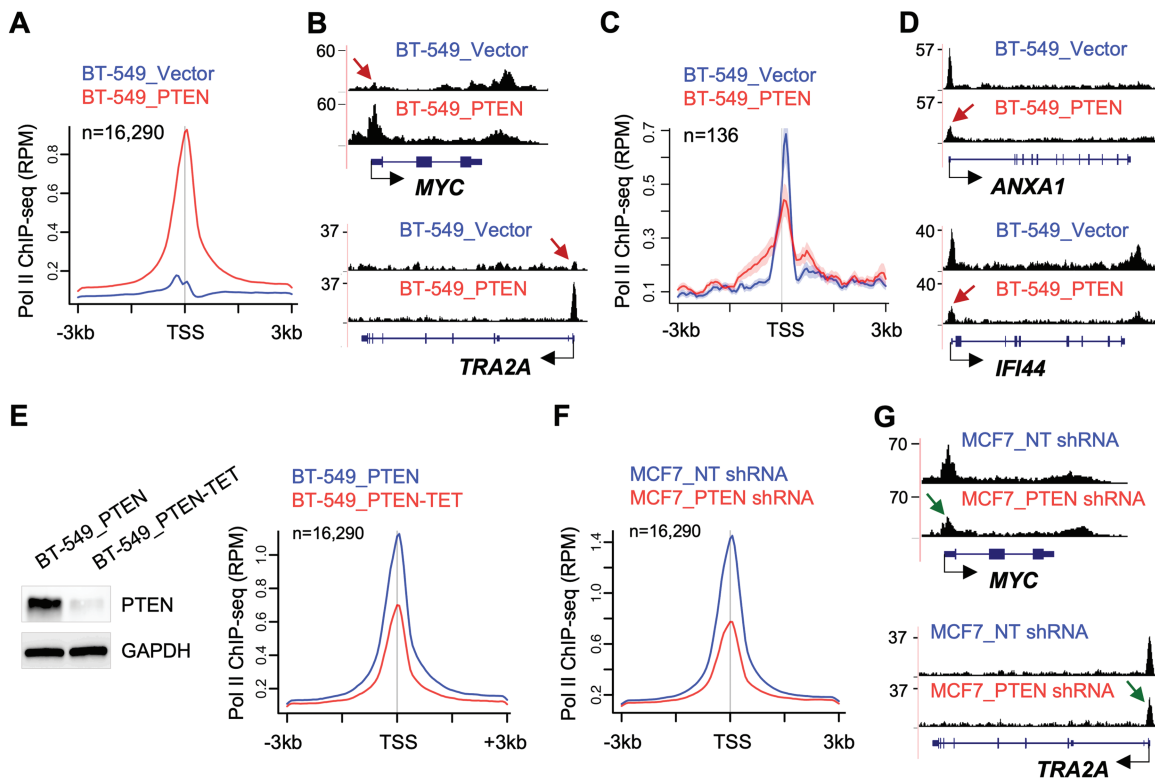 A
BT-549_Vector
BT-549_PTEN
n=16,290
Pol II ChIP-seq (RPM)
0.8
0.6
0.4
0.2
-3kb
TSS
3kb
B
60
BT-549_Vector
60
BT-549_PTEN
MYC
37
BT-549_Vector
37
BT-549_PTEN
TRA2A
C
BT-549_Vector
BT-549_PTEN
n=136
Pol II ChIP-seq (RPM)
0.7
0.5
0.3
0.1
-3kb
TSS
3kb
D
57
BT-549_Vector
57
BT-549_PTEN
ANXA1
40
BT-549_Vector
40
BT-549_PTEN
IFI44
E
BT-549_PTEN
BT-549_PTEN-TET
PTEN
GAPDH
BT-549_PTEN
BT-549_PTEN-TET
n=16,290
Pol II ChIP-seq (RPM)
1.0
0.6
0.8
0.4
0.2
-3kb
TSS
+3kb
F
MCF7_NT shRNA
MCF7_PTEN shRNA
n=16,290
Pol II ChIP-seq (RPM)
1.4
1.0
0.6
0.2
-3kb
TSS
3kb
G
70
MCF7_NT shRNA
70
MCF7_PTEN shRNA
MYC
37
MCF7_NT shRNA
37
MCF7_PTEN shRNA
TRA2A